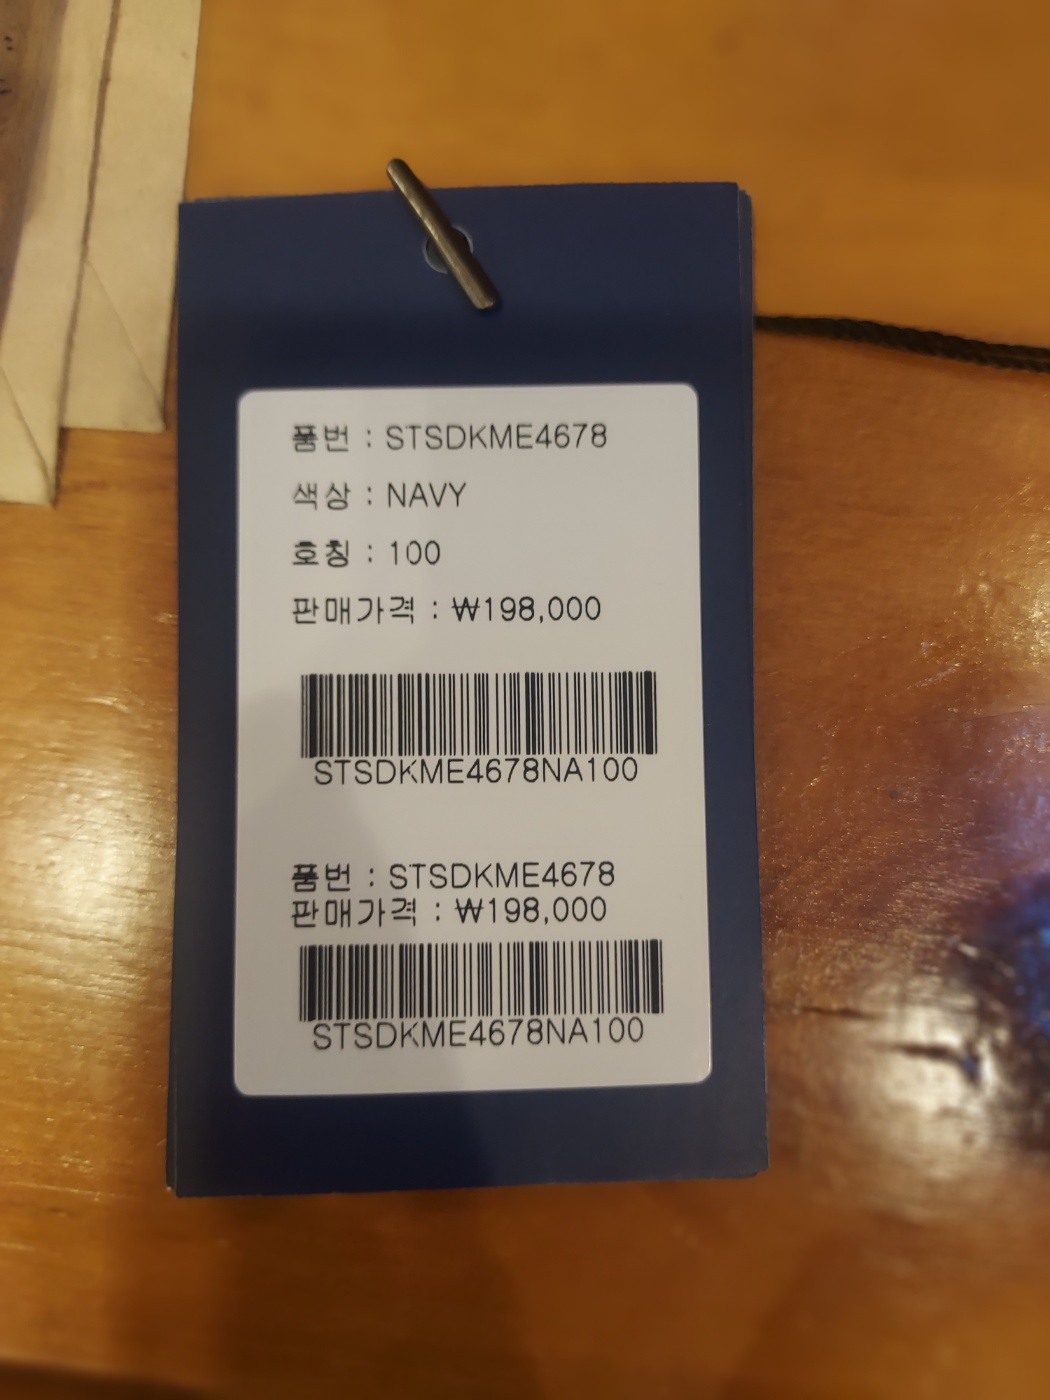 품번 : STSDKME4678
색상 : NAVY
호칭 : 100
판매가격 : ₩198,000
STSDKME4678NA100
품번 : STSDKME4678
판매가격 : ₩198,000
STSDKME4678NA100